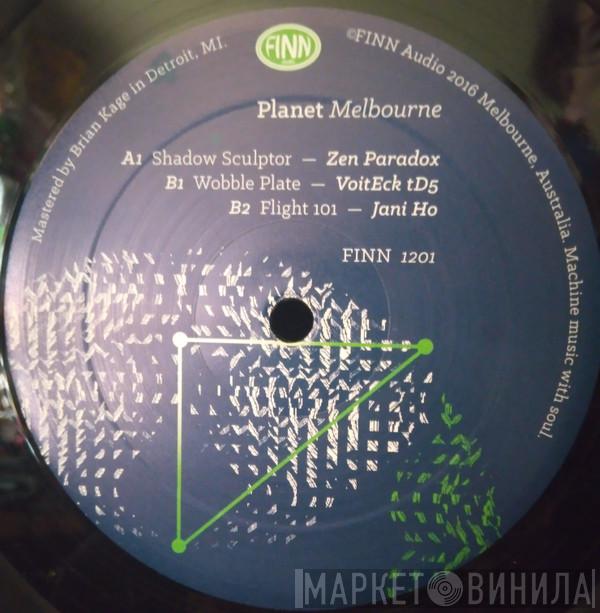 FINN
Mastered by Brian Kage in Detroit, MI.
©FINN Audio 2016 Melbourne, Australia. Machine music with soul.
Planet Melbourne
A1 Shadow Sculptor — Zen Paradox
B1 Wobble Plate — VoitEck tD5
B2 Flight 101 — Jani Ho
FINN 1201
МАРКЕТ ВИНИЛА